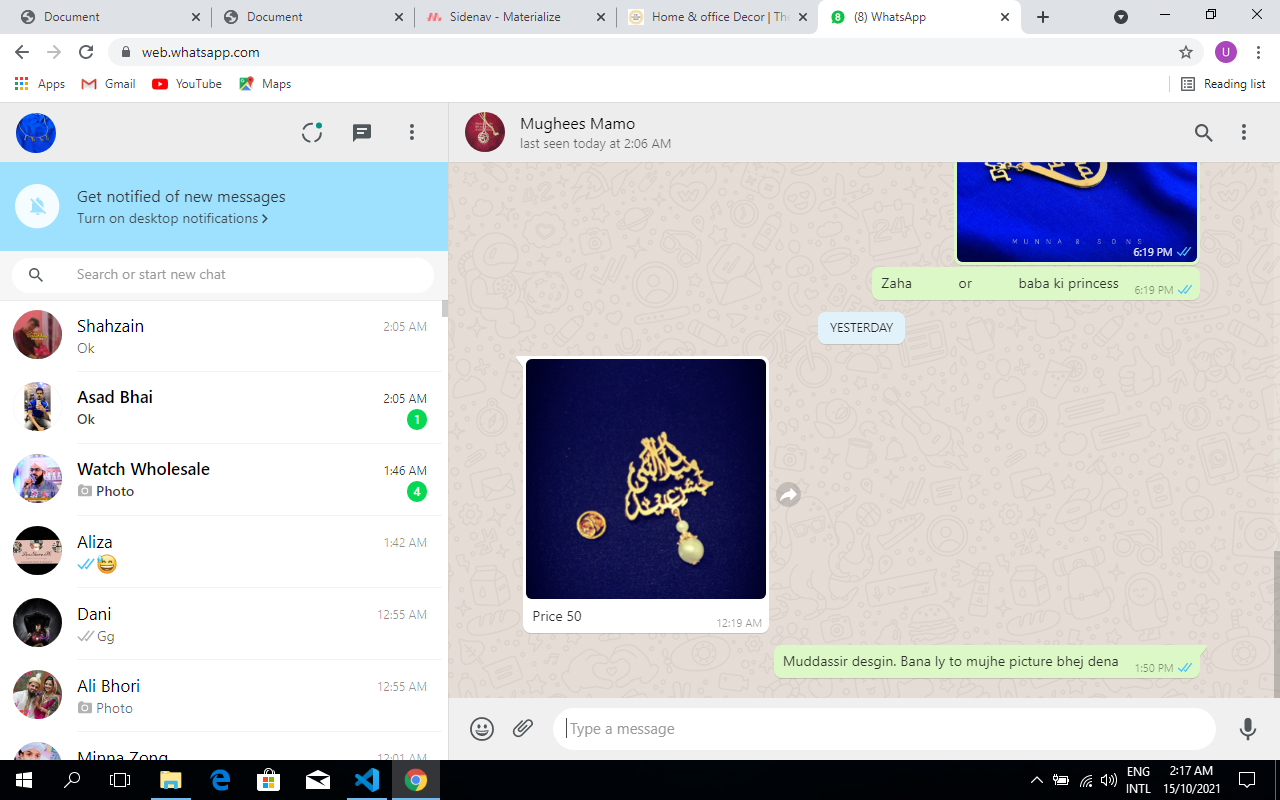 Document
Document
Sidenav - Materialize
Home & office Decor | The
(8) WhatsApp
web.whatsapp.com
U
Apps
Gmail
YouTube
Maps
Reading list
Mughees Mamo
last seen today at 2:06 AM
Get notified of new messages
Turn on desktop notifications
Search or start new chat
Shahzain
2:05 AM
Ok
Asad Bhai
2:05 AM
Ok
1
Watch Wholesale
1:46 AM
Photo
4
Aliza
1:42 AM
Dani
12:55 AM
Gg
Ali Bhori
12:55 AM
Photo
Minna Zong
12:01 AM
MUNNA & SONS
6:19 PM
Zaha or baba ki princess
6:19 PM
YESTERDAY
جشن عید
میلاد النبی
Price 50
12:19 AM
Muddassir desgin. Bana ly to mujhe picture bhej dena
1:50 PM
Type a message
ENG
INTL
2:17 AM
15/10/2021